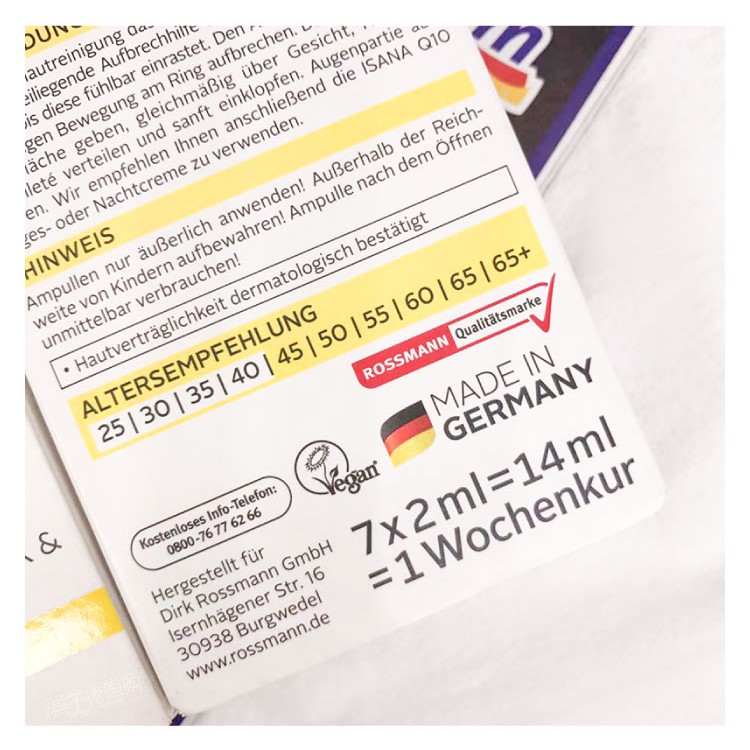 DUNG
hautreinigung das
eiliegende Aufbrechhilfe
is diese fühlbar einrastet. Den
gen Bewegung am Ring aufbrechen.
läche geben, gleichmäßig über Gesicht,
leté verteilen und sanft einklopfen. Augenpartie
en. Wir empfehlen Ihnen anschließend die ISANA Q10
ges- oder Nachtcreme zu verwenden.
HINWEIS
Ampullen nur äußerlich anwenden! Außerhalb der Reich-
weite von Kindern aufbewahren! Ampulle nach dem Öffnen
unmittelbar verbrauchen!
• Hautverträglichkeit dermatologisch bestätigt
ALTERSEMPFEHLUNG
25 | 30 | 35 | 40 | 45 | 50 | 55 | 60 | 65 | 65+
ROSSMANN Qualitätsmarke
MADE IN
GERMANY
Vegan
7 x 2 ml = 14 ml
= 1 Wochenkur
Kostenloses Info-Telefon:
0800-76 77 62 66
Hergestellt für
Dirk Rossmann GmbH
Isernhägener Str. 16
30938 Burgwedel
www.rossmann.de
&